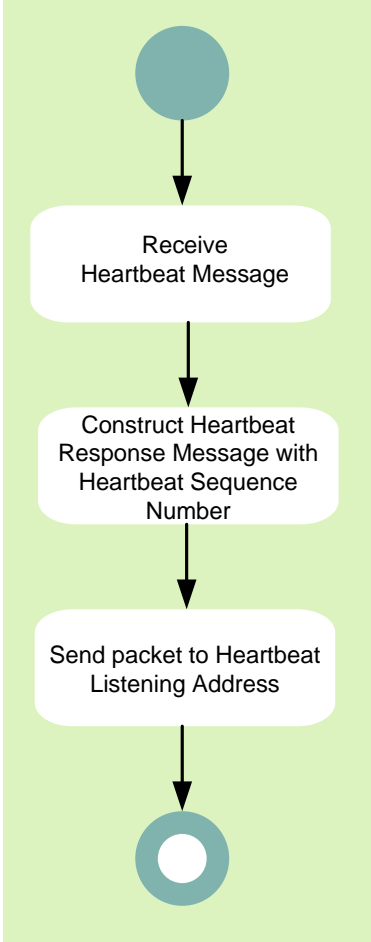 Receive
Heartbeat Message
Construct Heartbeat
Response Message with
Heartbeat Sequence
Number
Send packet to Heartbeat
Listening Address